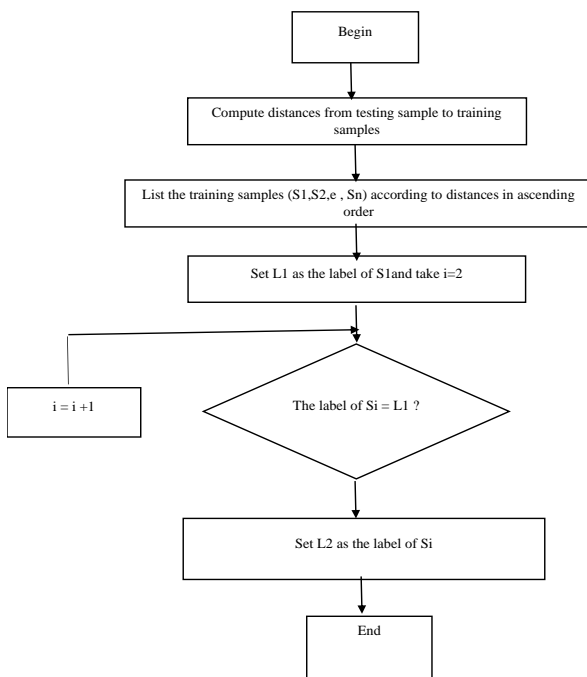 Begin
Compute distances from testing sample to training
samples
List the training samples (S1,S2,e , Sn) according to distances in ascending
order
Set L1 as the label of S1and take i=2
The label of Si = L1 ?
i = i +1
Set L2 as the label of Si
End